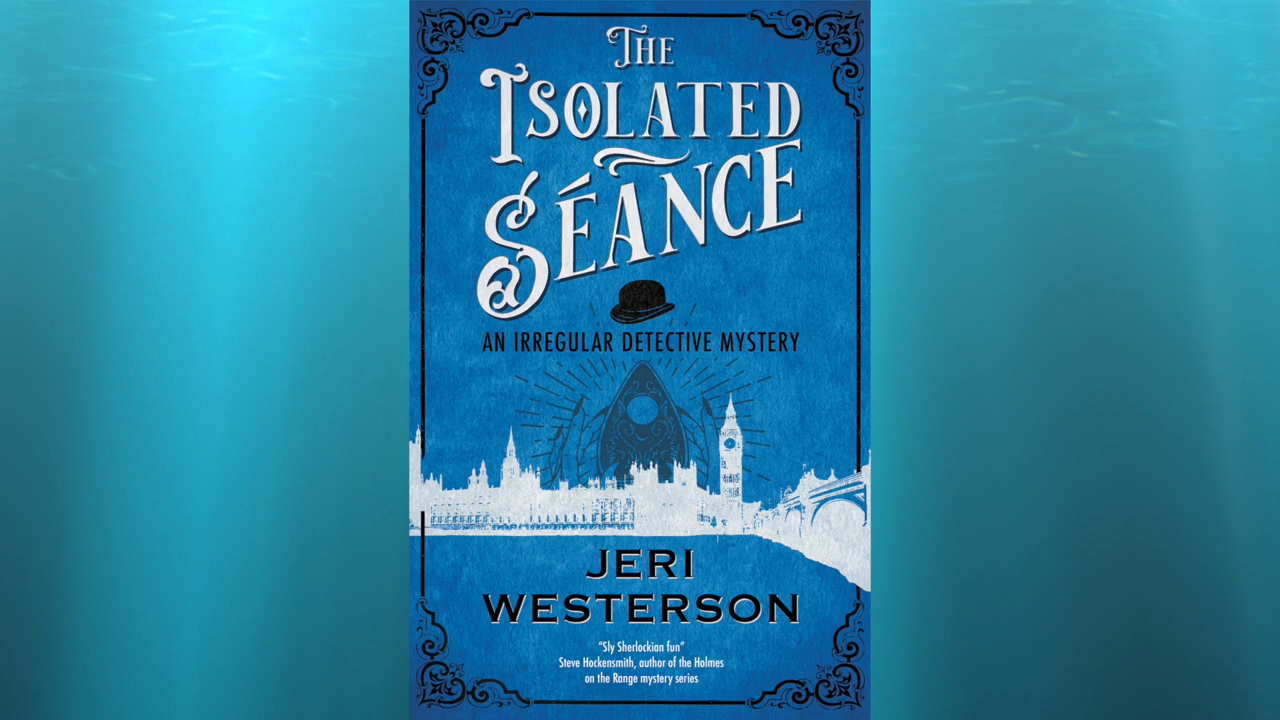 THE
ISOLATED
SÉANCE
AN IRREGULAR DETECTIVE MYSTERY
JERI
WESTERSON
“Sly Sherlockian fun”
Steve Hockensmith, author of the Holmes
on the Range mystery series